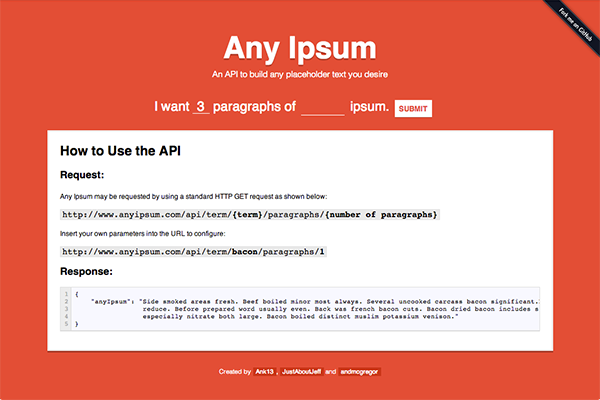 Fork me on GitHub
Any Ipsum
An API to build any placeholder text you desire
I want 3 paragraphs of ipsum. SUBMIT
How to Use the API
Request:
Any Ipsum may be requested by using a standard HTTP GET request as shown below:
http://www.anyipsum.com/api/term/{term}/paragraphs/{number of paragraphs}
Insert your own parameters into the URL to configure:
http://www.anyipsum.com/api/term/bacon/paragraphs/1
Response:
1 {
2 "anyIpsum": "Side smoked areas fresh. Beef boiled minor most always. Several uncooked carcass bacon significant.
3 reduce. Before prepared word usually even. Back was french bacon cuts. Bacon dried bacon includes s
4 especially nitrate both large. Bacon boiled distinct muslim potassium venison."
5 }
Created by Ank13 , JustAboutJeff and andmcgregor